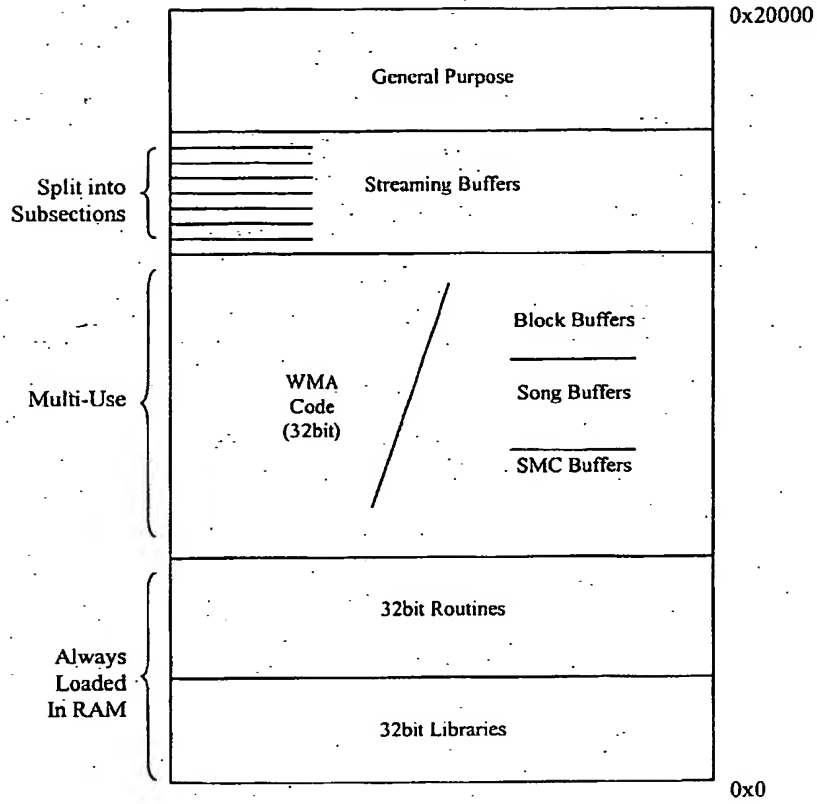 0x20000
General Purpose
Split into
Subsections
Streaming Buffers
Multi-Use
WMA
Code
(32bit)
Block Buffers
Song Buffers
SMC Buffers
Always
Loaded
In RAM
32bit Routines
32bit Libraries
0x0